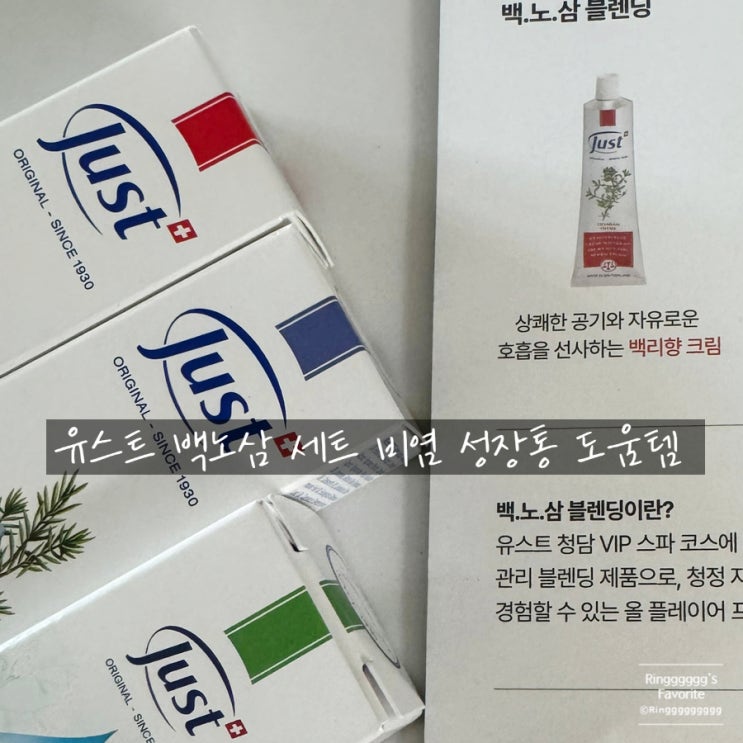 백.노.삼 블렌딩
Just
ORIGINAL - SINCE 1930
Just
상쾌한 공기와 자유로운
호흡을 선사하는 백리향 크림
Just
ORIGINAL - SINCE 1930
유스트 백노삼 세트 비염 성장통 도움템
백.노.삼 블렌딩이란?
유스트 청담 VIP 스파 코스에
관리 블렌딩 제품으로, 청정
경험할 수 있는 올 플레이어
Just
ORIGINAL - SINCE
Ringggggg's
Favorite
©Ringgggggggg